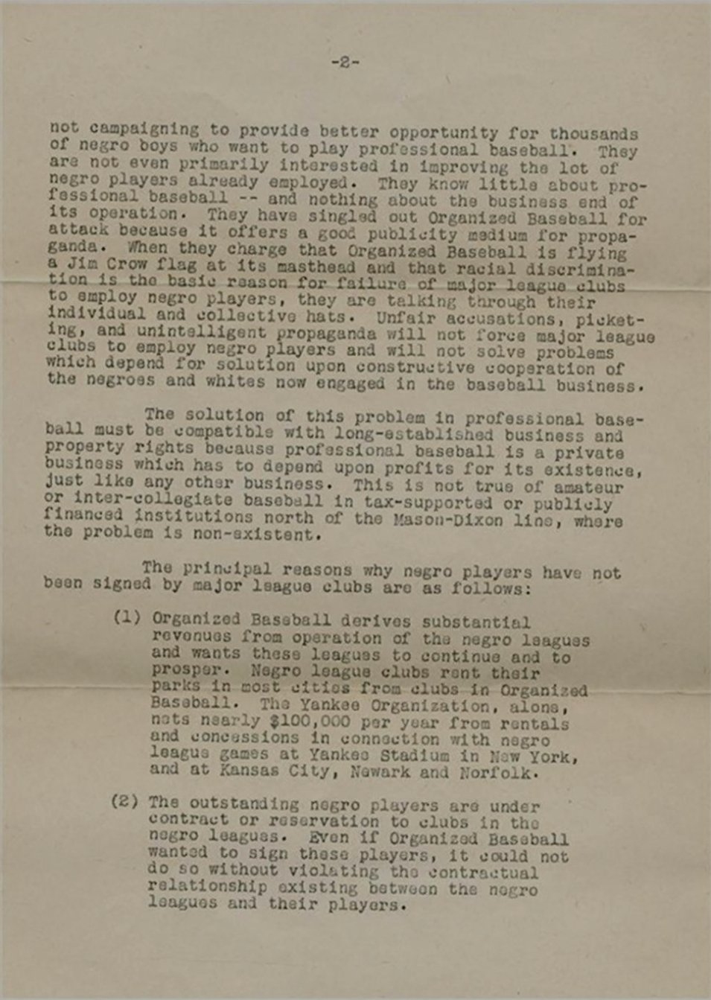 -2-
not campaigning to provide better opportunity for thousands
of negro boys who want to play professional baseball. They
are not even primarily interested in improving the lot of
negro players already employed. They know little about pro-
fessional baseball -- and nothing about the business end of
its operation. They have singled out Organized Baseball for
attack because it offers a good publicity medium for propa-
ganda. When they charge that Organized Baseball is flying
a Jim Crow flag at its masthead and that racial discrimina-
tion is the basic reason for failure of major league clubs
to employ negro players, they are talking through their
individual and collective hats. Unfair accusations, picket-
ing, and unintelligent propaganda will not force major league
clubs to employ negro players and will not solve problems
which depend for solution upon constructive cooperation of
the negroes and whites now engaged in the baseball business.
The solution of this problem in professional base-
ball must be compatible with long-established business and
property rights because professional baseball is a private
business which has to depend upon profits for its existence,
just like any other business. This is not true of amateur
or inter-collegiate baseball in tax-supported or publicly
financed institutions north of the Mason-Dixon line, where
the problem is non-existent.
The principal reasons why negro players have not
been signed by major league clubs are as follows:
(1) Organized Baseball derives substantial
revenues from operation of the negro leagues
and wants these leagues to continue and to
prosper. Negro league clubs rent their
parks in most cities from clubs in Organized
Baseball. The Yankee Organization, alone,
nets nearly $100,000 per year from rentals
and concessions in connection with negro
league games at Yankee Stadium in New York,
and at Kansas City, Newark and Norfolk.
(2) The outstanding negro players are under
contract or reservation to clubs in the
negro leagues. Even if Organized Baseball
wanted to sign these players, it could not
do so without violating the contractual
relationship existing between the negro
leagues and their players.